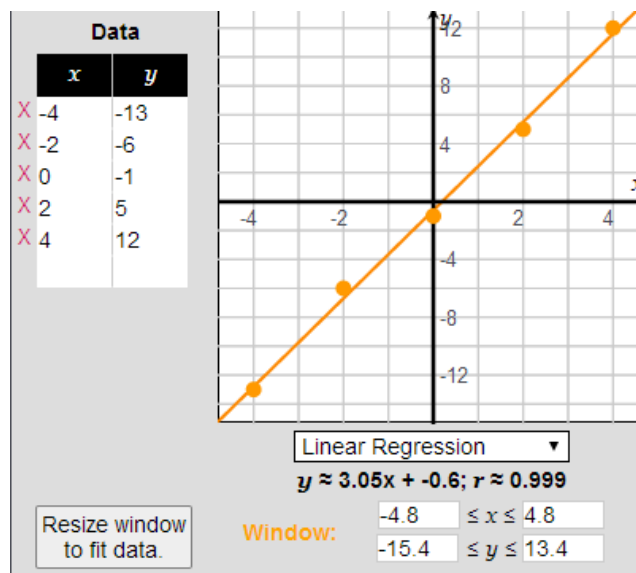 Data
x y
X -4 -13
X -2 -6
X 0 -1
X 2 5
X 4 12
y
12
8
4
x
-4 -2 2 4
-4
-8
-12
Linear Regression ▼
y ≈ 3.05x + -0.6; r ≈ 0.999
Resize window
to fit data.
Window:
-4.8 ≤ x ≤ 4.8
-15.4 ≤ y ≤ 13.4